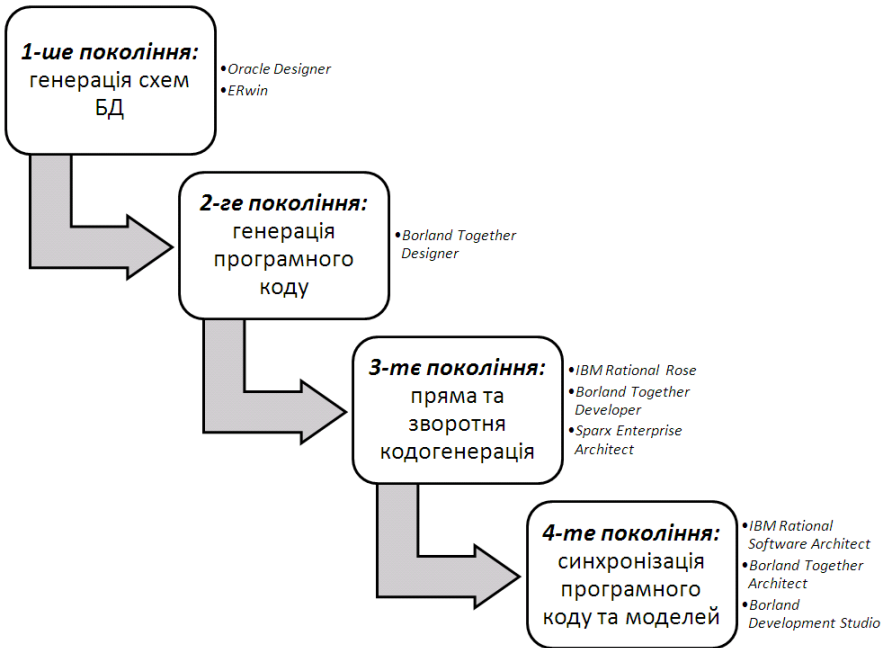 1-ше покоління:
генерація схем
БД
•Oracle Designer
•ERwin
2-ге покоління:
генерація
програмного
коду
•Borland Together
Designer
3-тє покоління:
пряма та
зворотня
кодогенерація
•IBM Rational Rose
•Borland Together
Developer
•Sparx Enterprise
Architect
4-те покоління:
синхронізація
програмного
коду та моделей
•IBM Rational
Software Architect
•Borland Together
Architect
•Borland
Development Studio